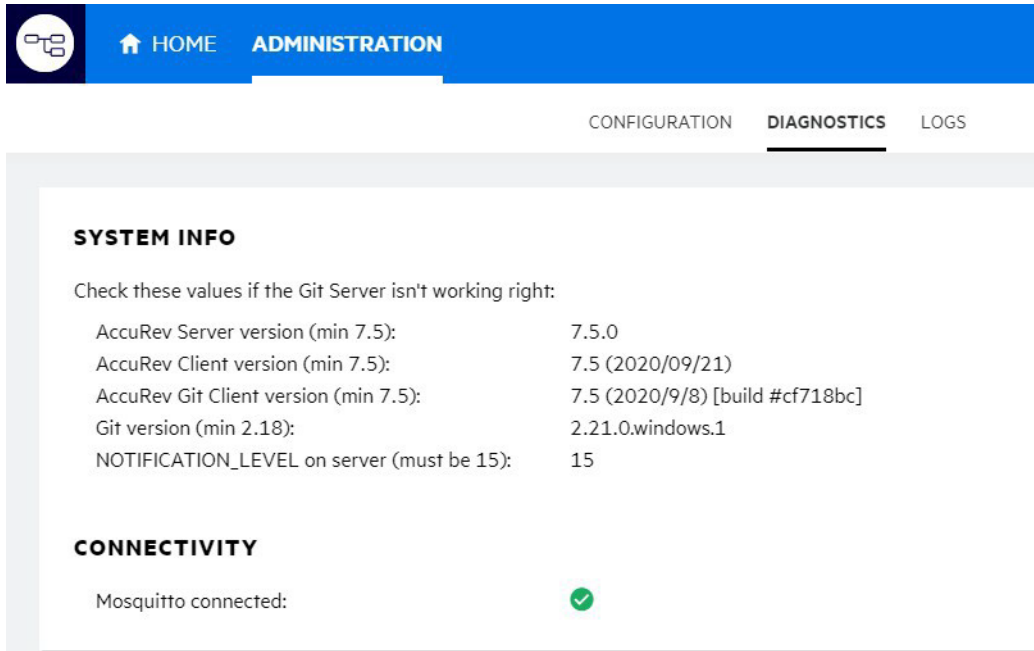 HOME ADMINISTRATION
CONFIGURATION DIAGNOSTICS LOGS
SYSTEM INFO
Check these values if the Git Server isn't working right:
AccuRev Server version (min 7.5): 7.5.0
AccuRev Client version (min 7.5): 7.5 (2020/09/21)
AccuRev Git Client version (min 7.5): 7.5 (2020/9/8) [build #cf718bc]
Git version (min 2.18): 2.21.0.windows.1
NOTIFICATION_LEVEL on server (must be 15): 15
CONNECTIVITY
Mosquitto connected: